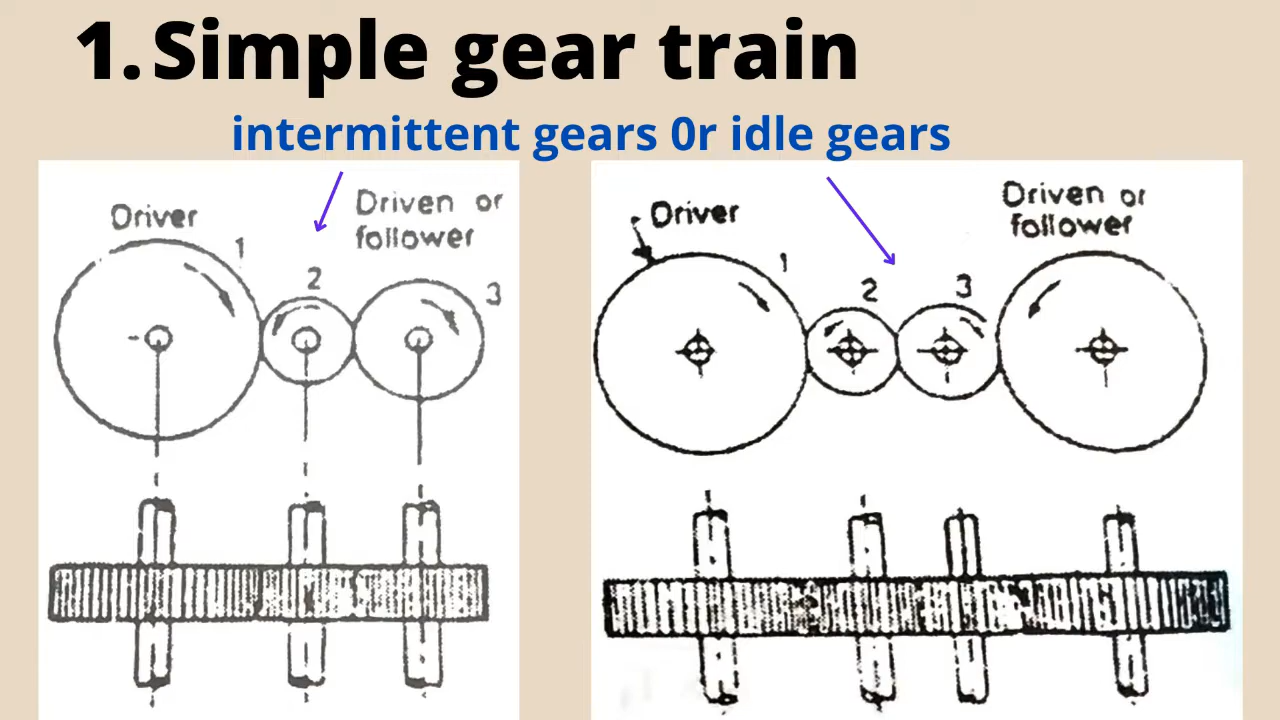 1. Simple gear train
intermittent gears 0r idle gears
Driver
1
2
Driven or
follower
3
Driver
1
2
3
Driven or
follower